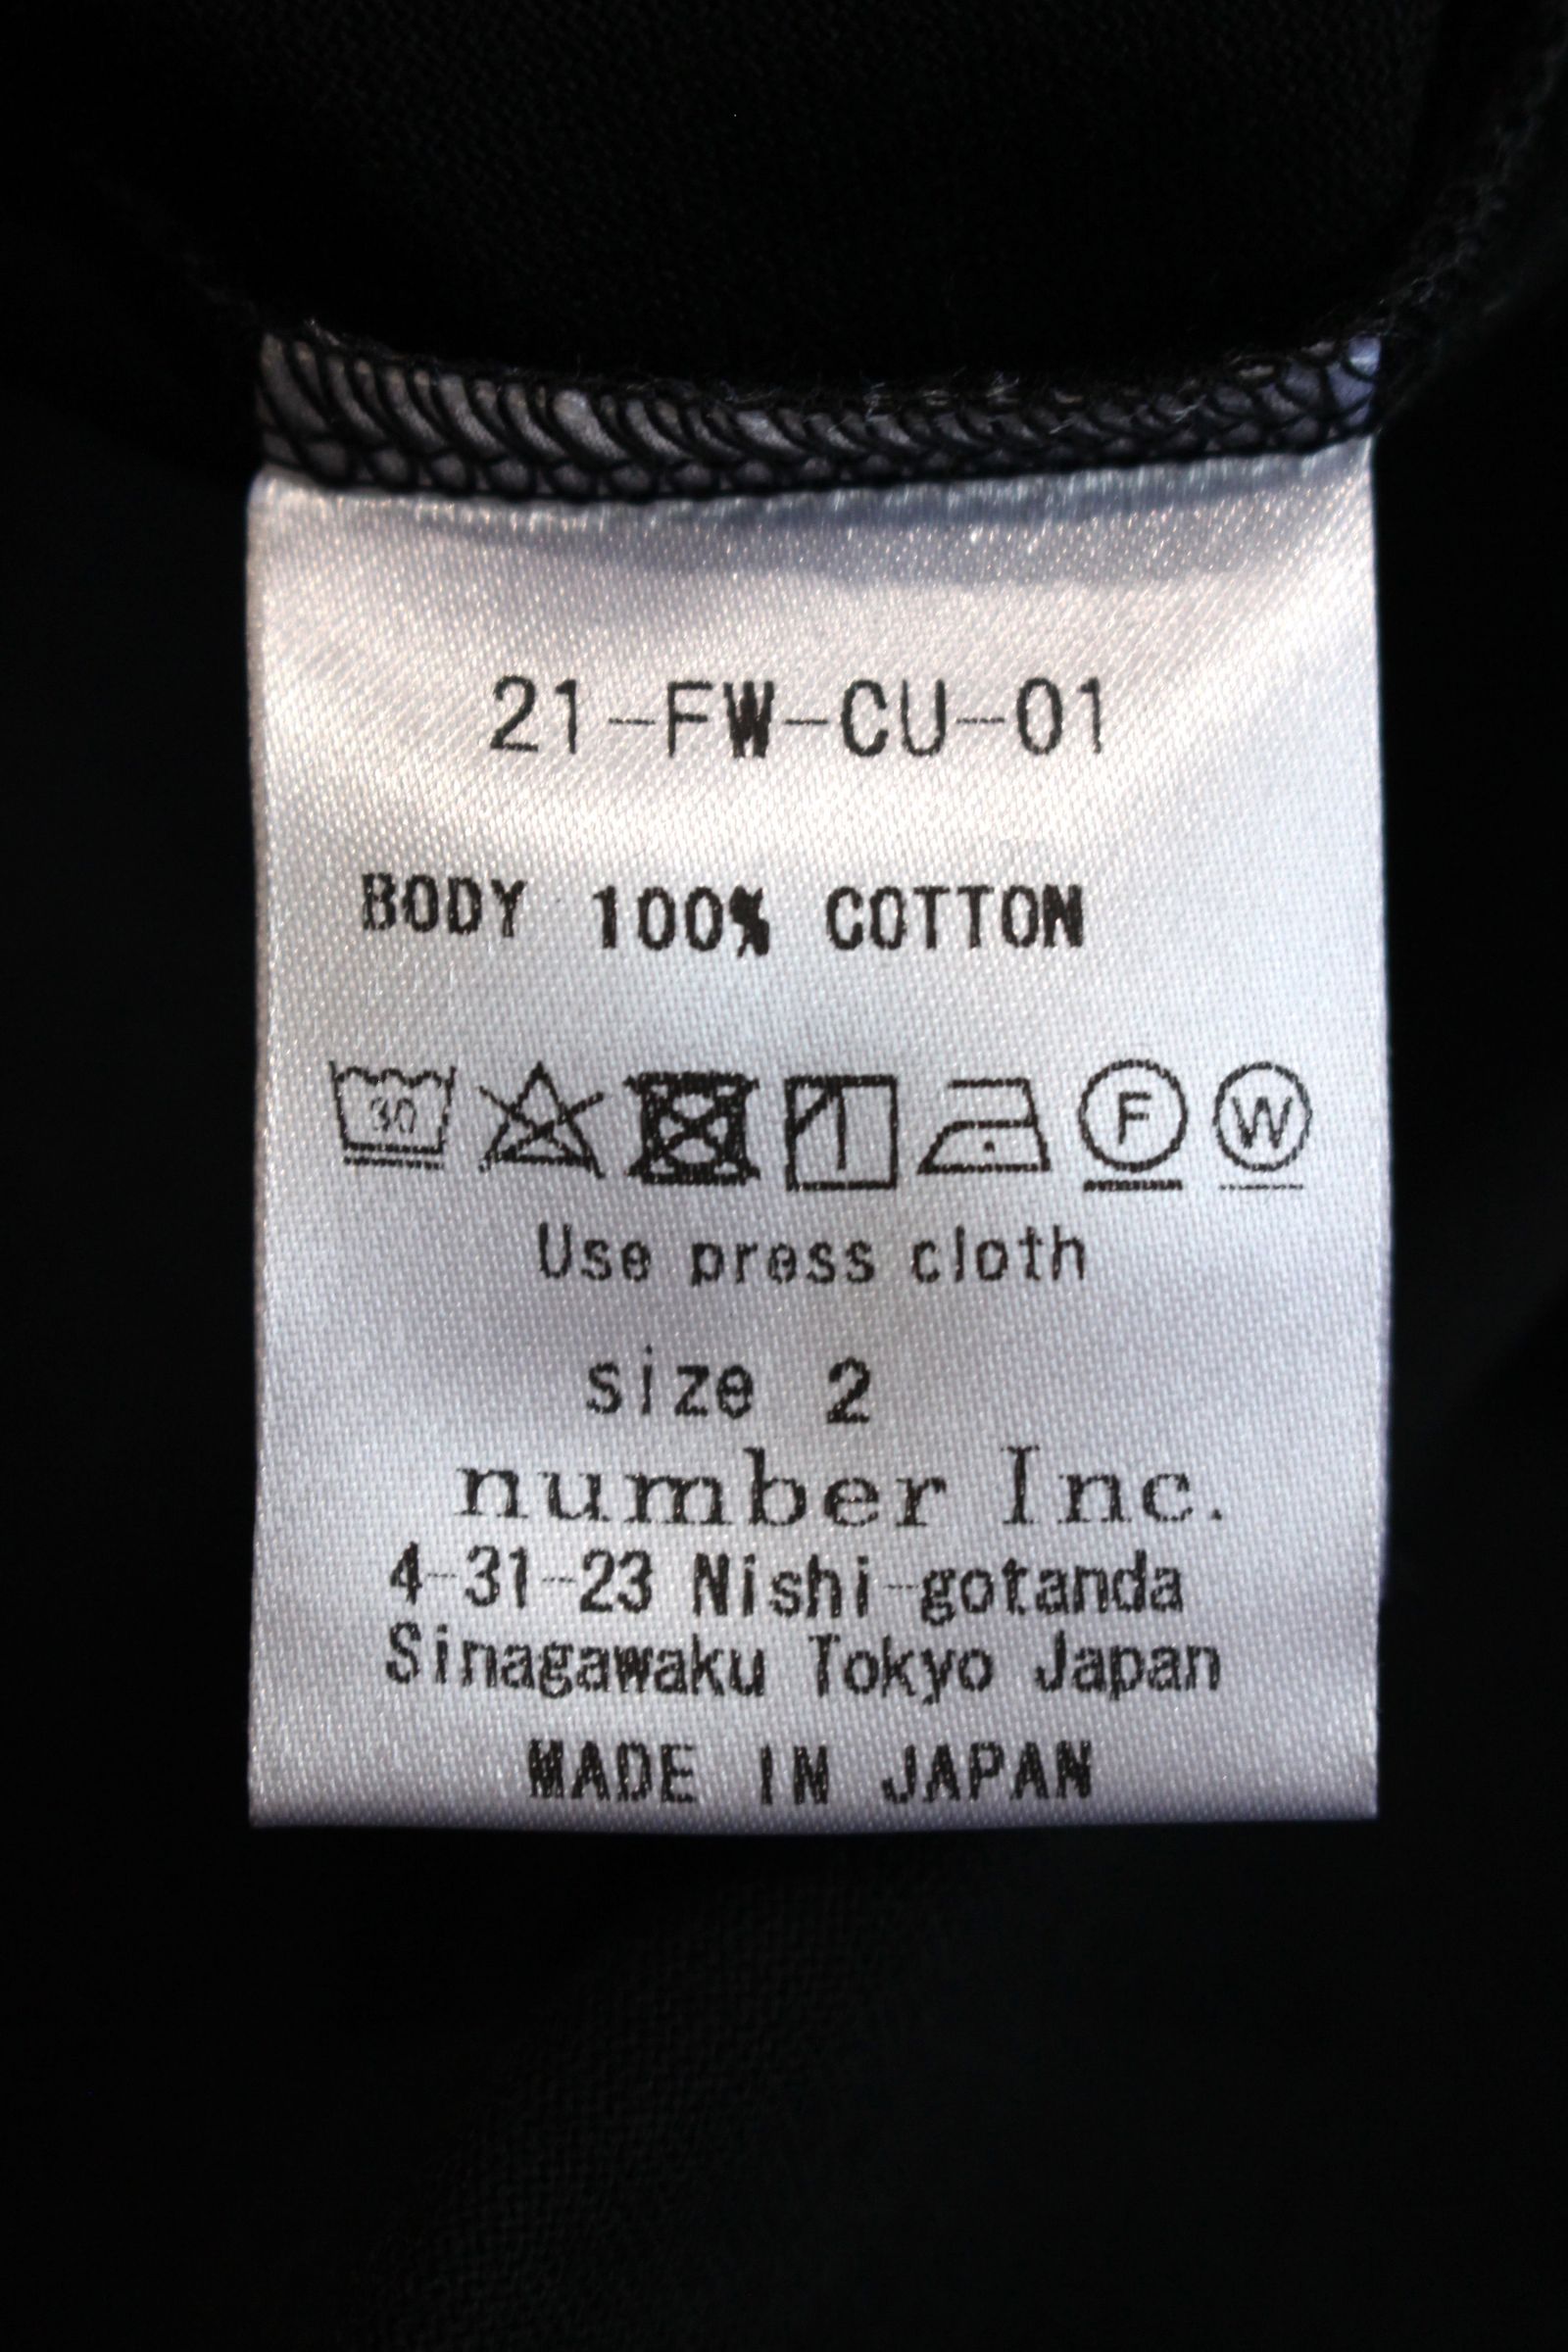 21-FW-CU-01
BODY 100% COTTON
30 F W
Use press cloth
size 2
number Inc.
4-31-23 Nishi-gotanda
Sinagawaku Tokyo Japan
MADE IN JAPAN